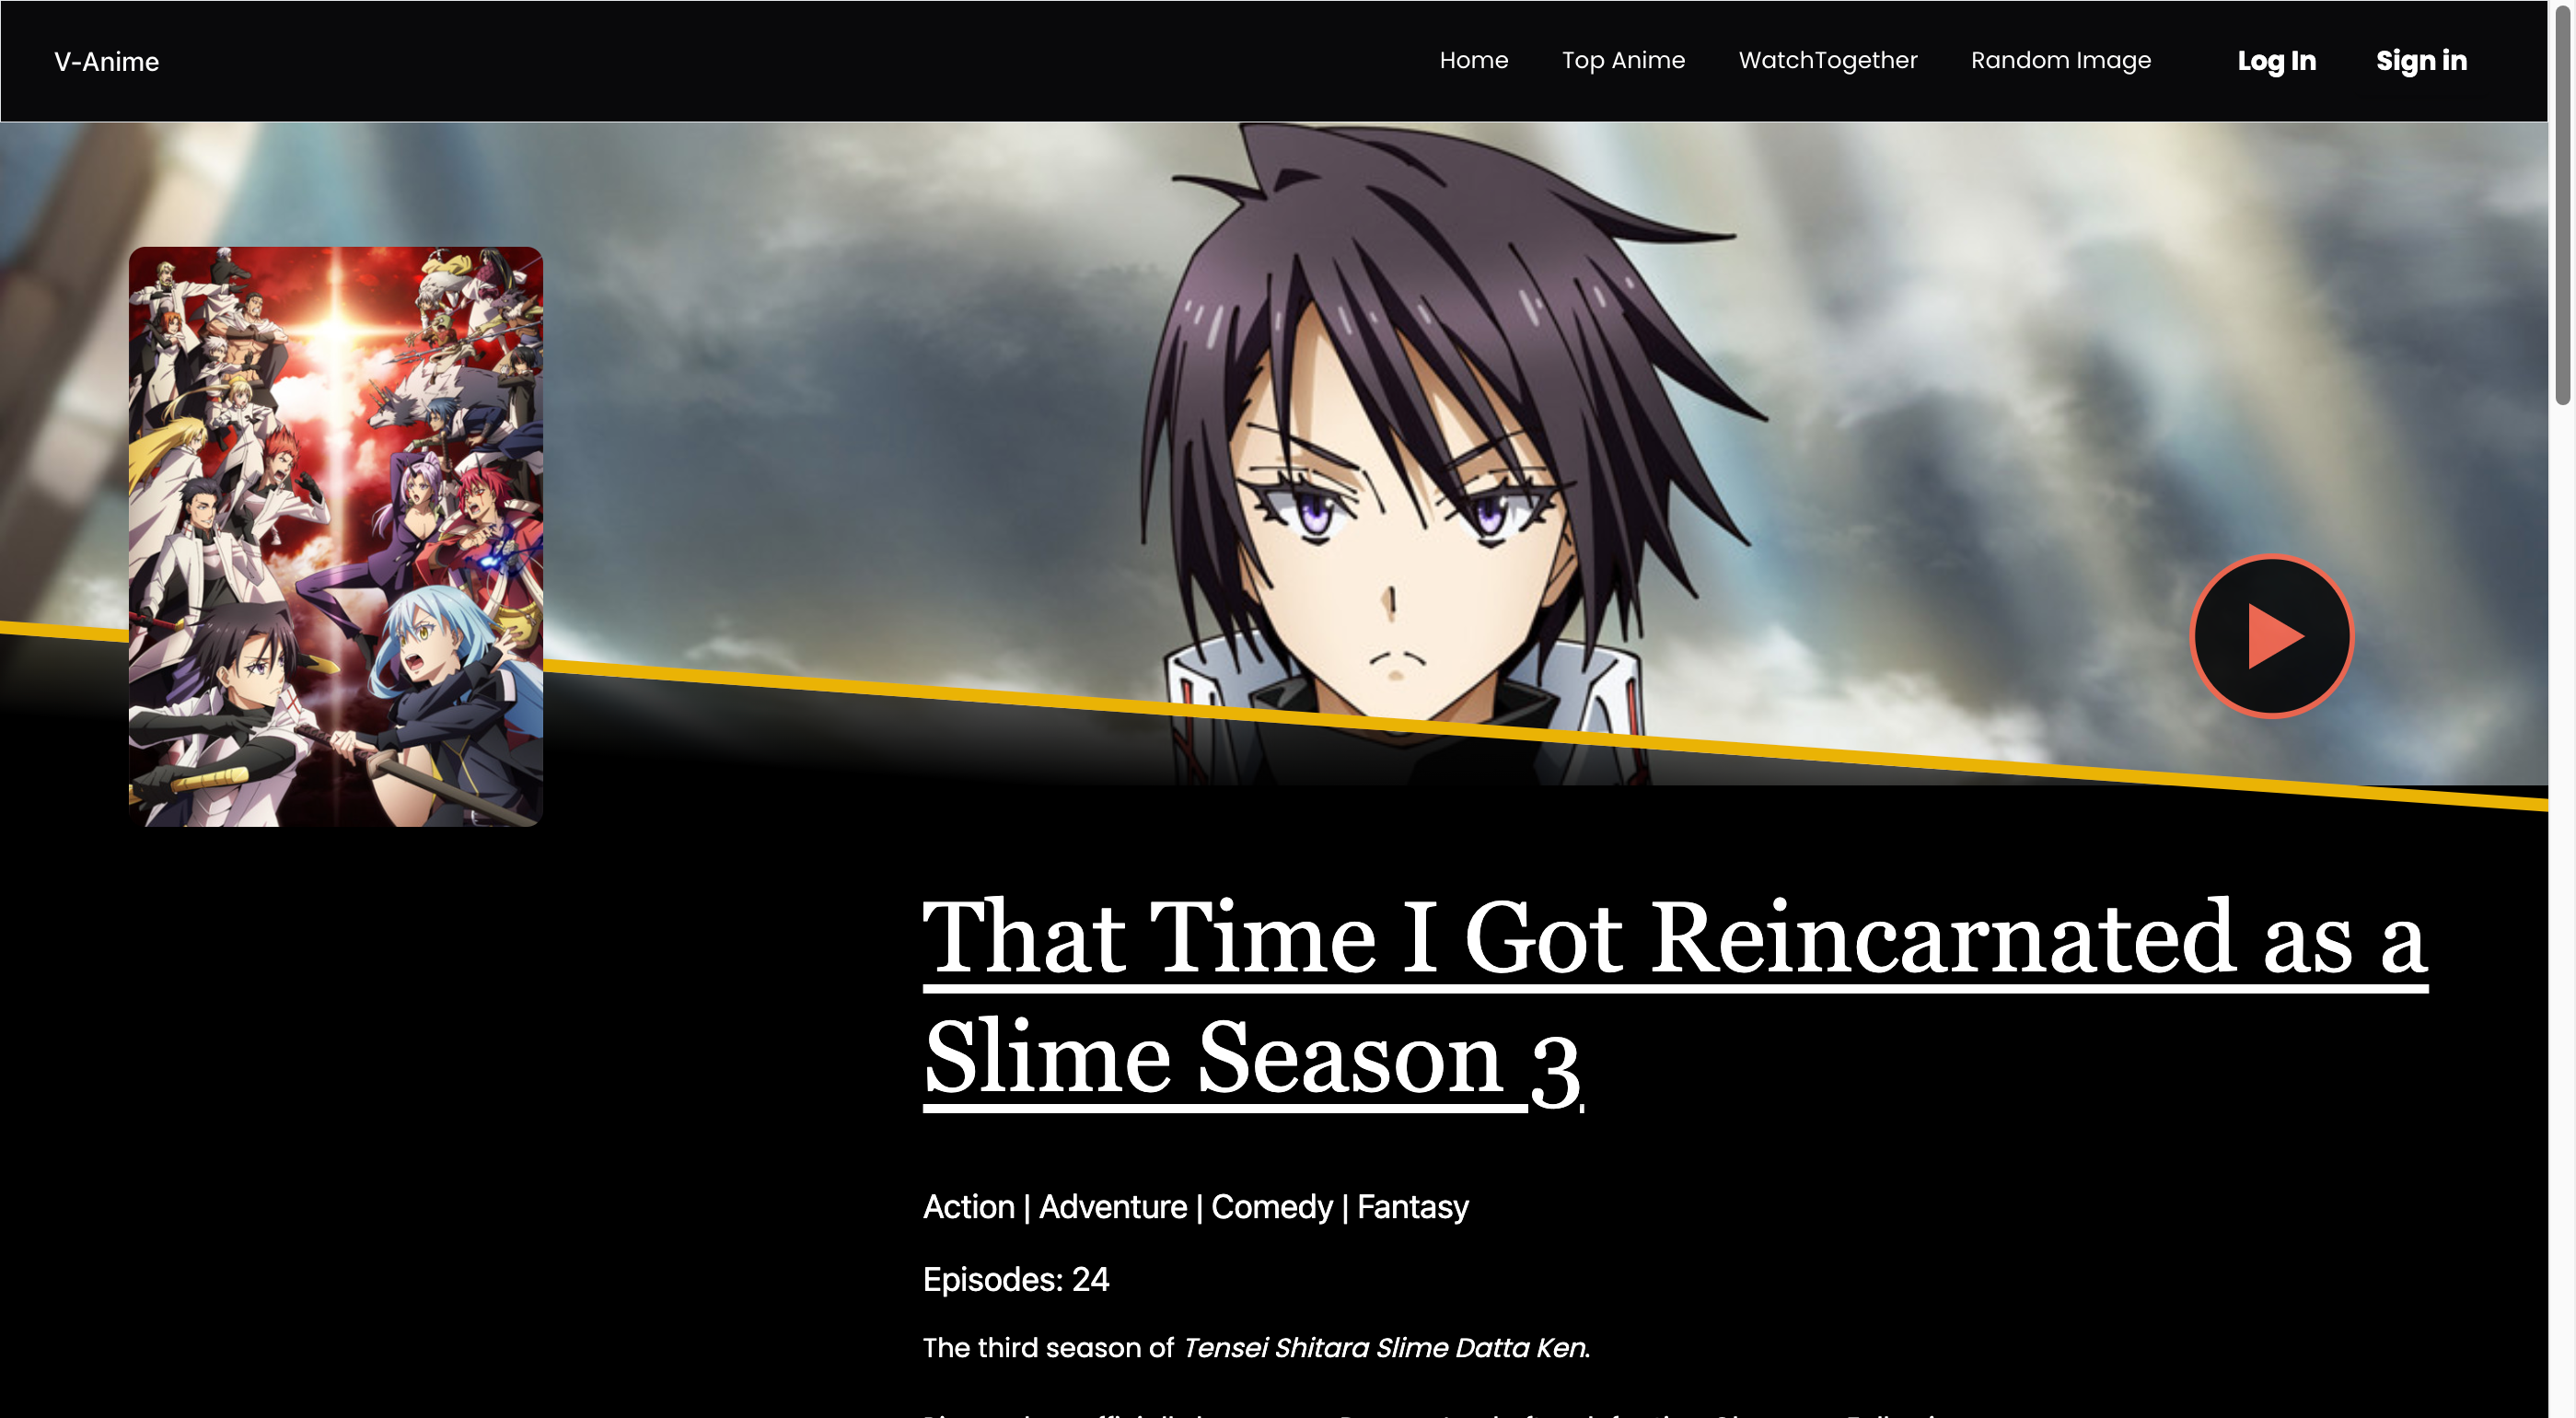 V-Anime
Home
Top Anime
WatchTogether
Random Image
Log In
Sign in
That Time I Got Reincarnated as a
Slime Season 3
Action | Adventure | Comedy | Fantasy
Episodes: 24
The third season of Tensei Shitara Slime Datta Ken.